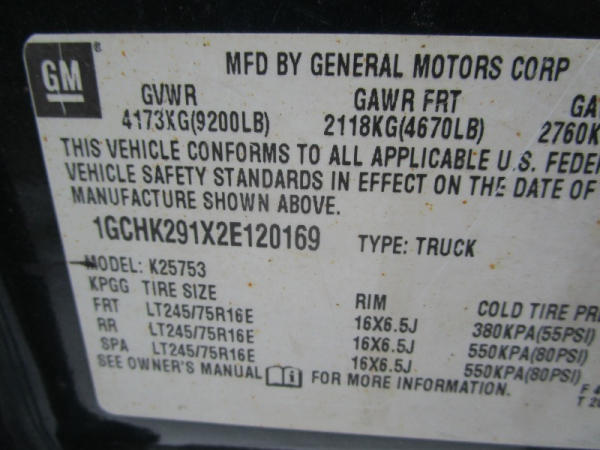 GM ® MFD BY GENERAL MOTORS CORP
GVWR GAWR FRT
4173KG(9200LB) 2118KG(4670LB) 2760K
THIS VEHICLE CONFORMS TO ALL APPLICABLE U.S. FEDER
VEHICLE SAFETY STANDARDS IN EFFECT ON THE DATE OF
MANUFACTURE SHOWN ABOVE.
1GCHK291X2E120169 TYPE: TRUCK
MODEL: K25753
KPGG TIRE SIZE RIM COLD TIRE PRE
FRT LT245/75R16E 16X6.5J 380KPA(55PSI)
RR LT245/75R16E 16X6.5J 550KPA(80PSI)
SPA LT245/75R16E 16X6.5J 550KPA(80PSI)
SEE OWNER'S MANUAL FOR MORE INFORMATION.